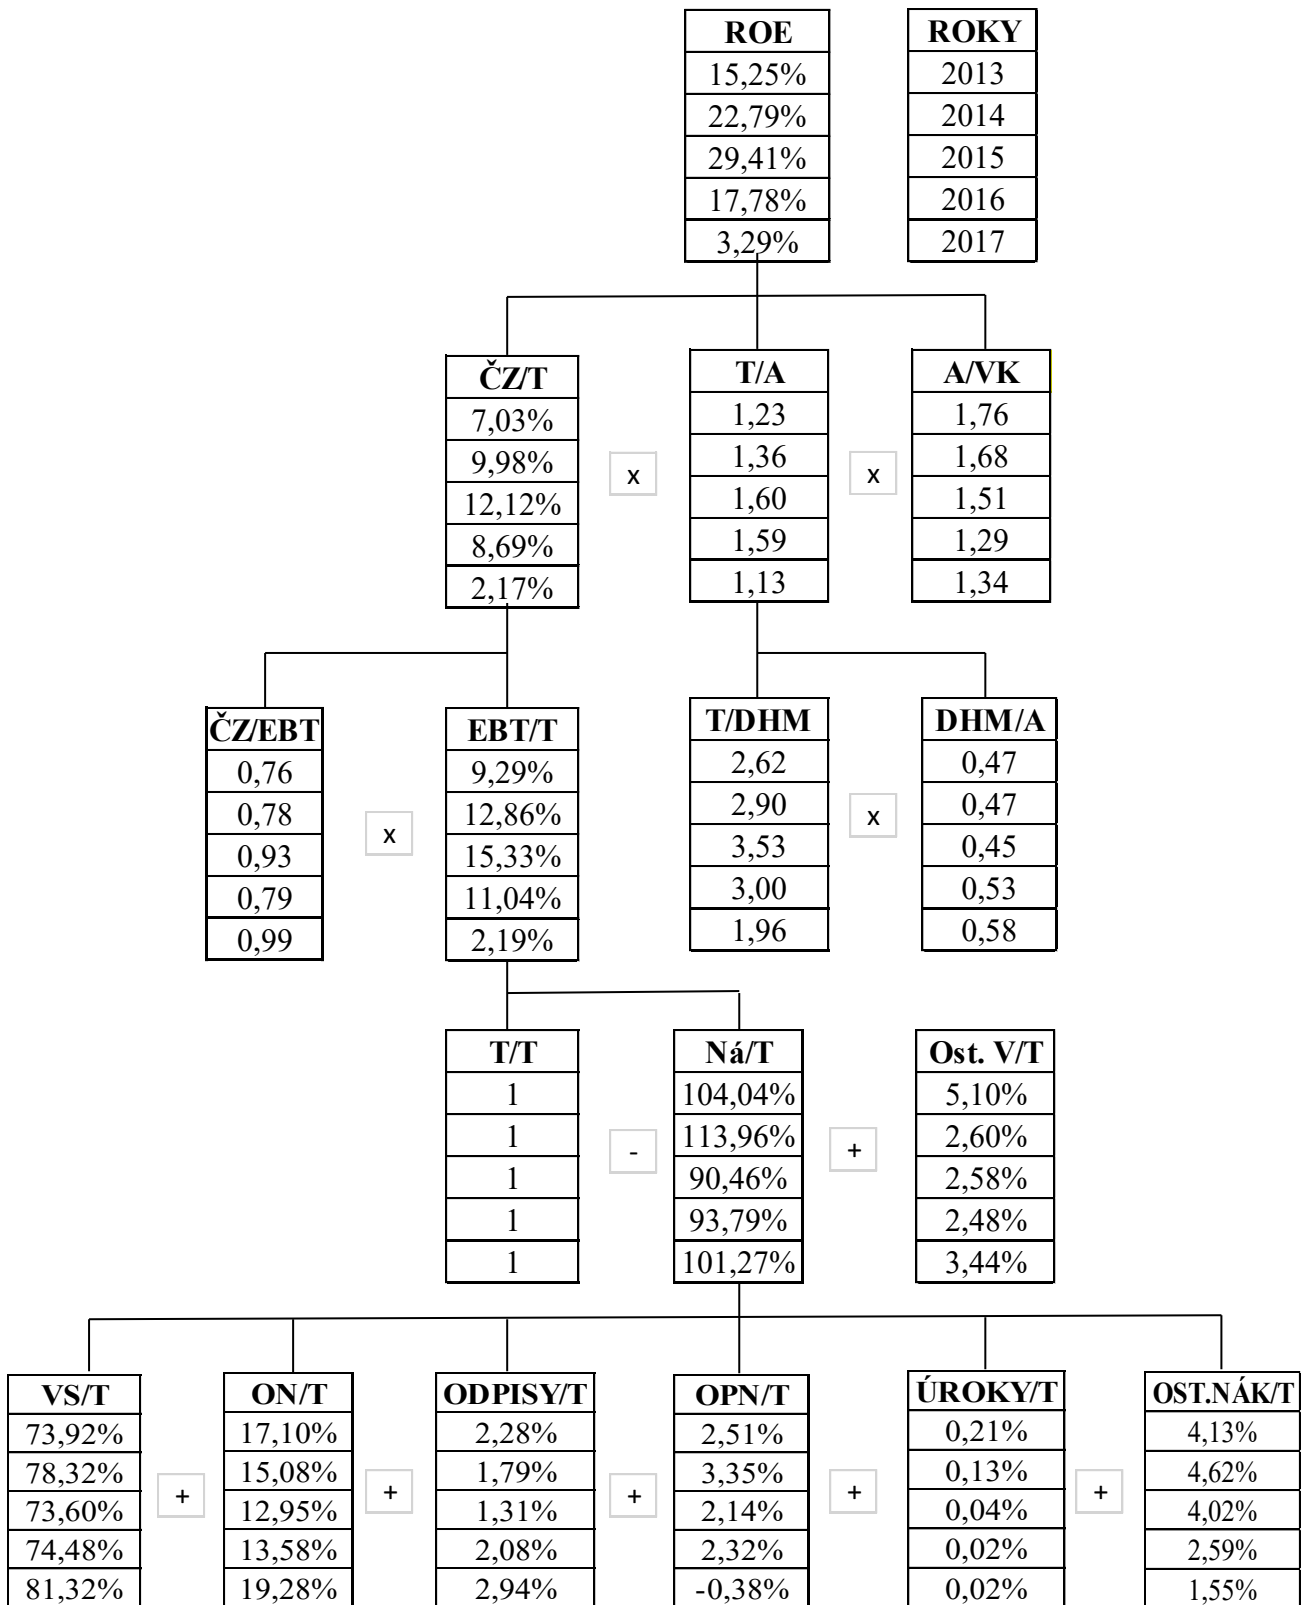 ROE ROKY
15,25% 2013
22,79% 2014
29,41% 2015
17,78% 2016
3,29% 2017
ČZ/T T/A A/VK
7,03% 1,23 1,76
9,98% 1,36 1,68
x x
12,12% 1,60 1,51
8,69% 1,59 1,29
2,17% 1,13 1,34
ČZ/EBT EBT/T T/DHM DHM/A
0,76 9,29% 2,62 0,47
0,78 12,86% 2,90 0,47
x x
0,93 15,33% 3,53 0,45
0,79 11,04% 3,00 0,53
0,99 2,19% 1,96 0,58
T/T Ná/T Ost. V/T
1 104,04% 5,10%
1 - 113,96% + 2,60%
1 90,46% 2,58%
1 93,79% 2,48%
1 101,27% 3,44%
VS/T ON/T ODPISY/T OPN/T ÚROKY/T OST.NÁK/T
73,92% 17,10% 2,28% 2,51% 0,21% 4,13%
78,32% 15,08% 1,79% 3,35% 0,13% 4,62%
+ + + + +
73,60% 12,95% 1,31% 2,14% 0,04% 4,02%
74,48% 13,58% 2,08% 2,32% 0,02% 2,59%
81,32% 19,28% 2,94% -0,38% 0,02% 1,55%